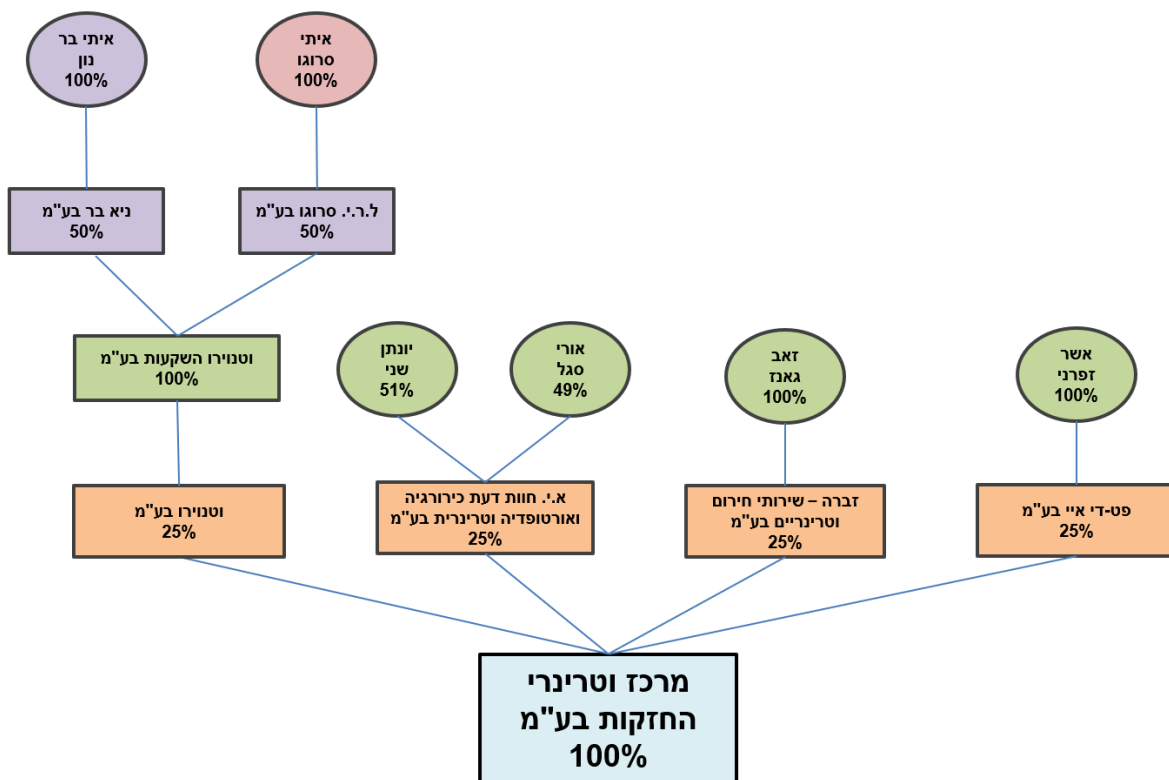 איתי בר
נון
100%
איתי
סרוגו
100%
ניא בר בע"מ
50%
ל.ר.י. סרוגו בע"מ
50%
וטנוירו השקעות בע"מ
100%
יונתן
שני
51%
אורי
סגל
49%
זאב
גאנז
100%
אשר
זפרני
100%
וטנוירו בע"מ
25%
א.י. חוות דעת כירורגיה
ואורטופדיה וטרינרית בע"מ
25%
זברה – שירותי חירום
וטרינריים בע"מ
25%
פט-די איי בע"מ
25%
מרכז וטרינרי
החזקות בע"מ
100%